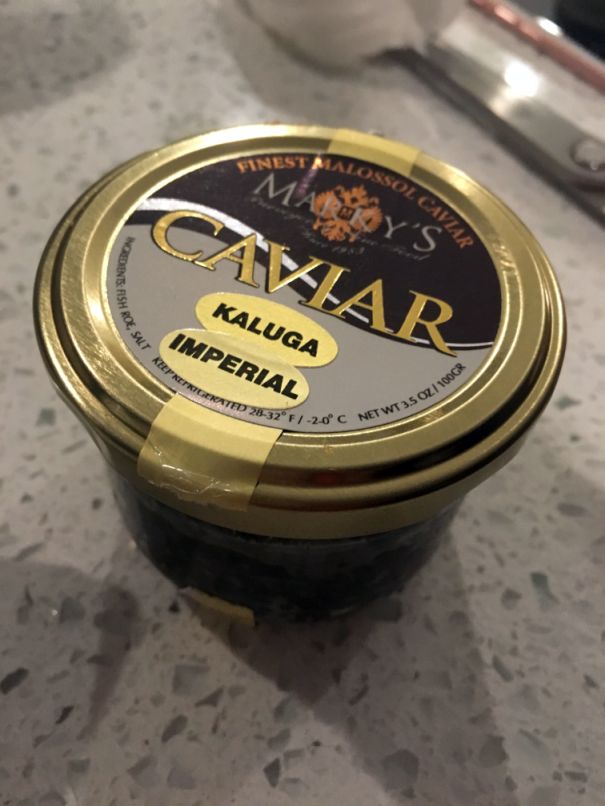 FINEST MALOSSOL CAVIAR
MARKY'S
Since 1983
CAVIAR
KALUGA
IMPERIAL
INGREDIENTS: FISH ROE, SALT
KEEP REFRIGERATED 28-32° F / -2-0° C NET WT 3.5 OZ / 100GR